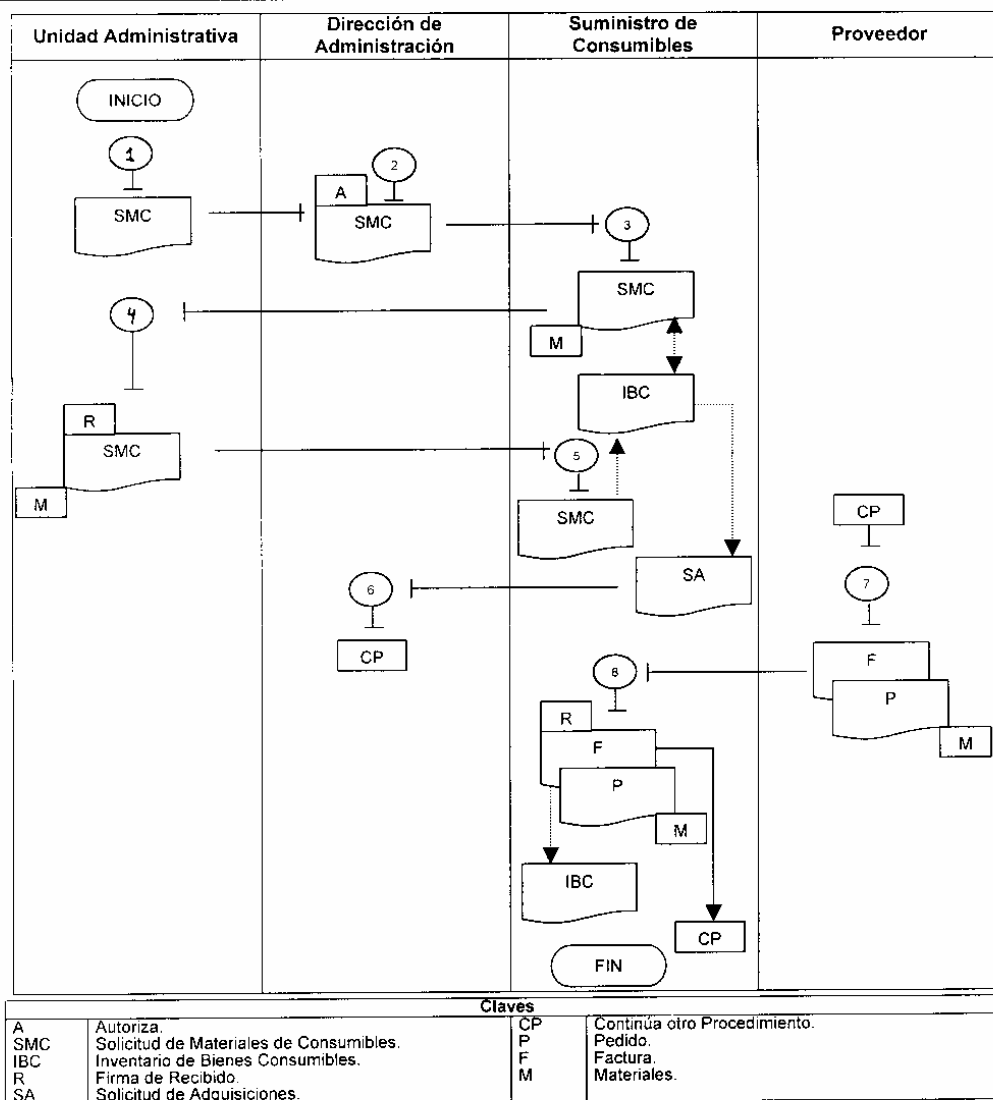 Unidad Administrativa
Dirección de
Administración
Suministro de
Consumibles
Proveedor
INICIO
1
2
A
SMC
SMC
3
SMC
4
M
IBC
R
SMC
5
M
SMC
CP
SA
6
7
CP
F
8
P
R
F
M
P
M
IBC
CP
FIN
Claves
A Autoriza.
SMC Solicitud de Materiales de Consumibles.
IBC Inventario de Bienes Consumibles.
R Firma de Recibido.
SA Solicitud de Adquisiciones.
CP Continúa otro Procedimiento.
P Pedido.
F Factura.
M Materiales.